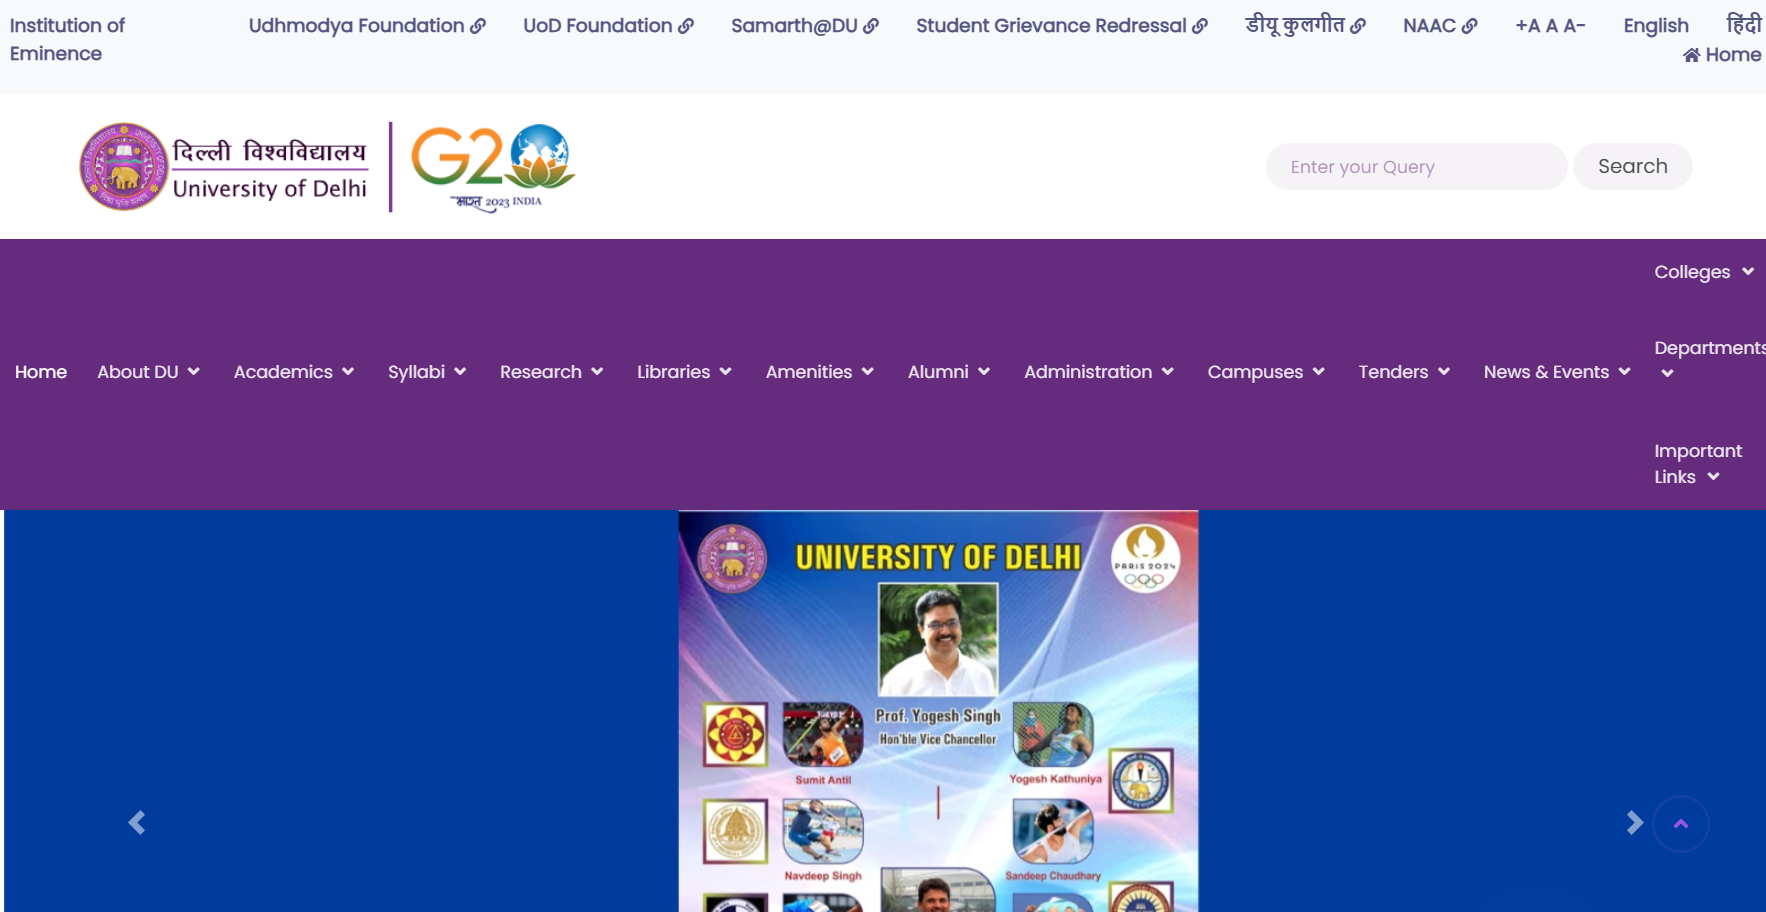 Institution of
Eminence
Udhmodya Foundation
UoD Foundation
Samarth@DU
Student Grievance Redressal
डीयू कुलगीत
NAAC
+A A A-
English
हिंदी
Home
दिल्ली विश्वविद्यालय
University of Delhi
G20
भारत 2023 INDIA
Enter your Query
Search
Home
About DU
Academics
Syllabi
Research
Libraries
Amenities
Alumni
Administration
Campuses
Tenders
News & Events
Colleges
Departments
Important
Links
UNIVERSITY OF DELHI
PARIS 2024
Prof. Yogesh Singh
Hon'ble Vice Chancellor
Sumit Antil
Yogesh Kathuniya
Navdeep Singh
Sandeep Chaudhary